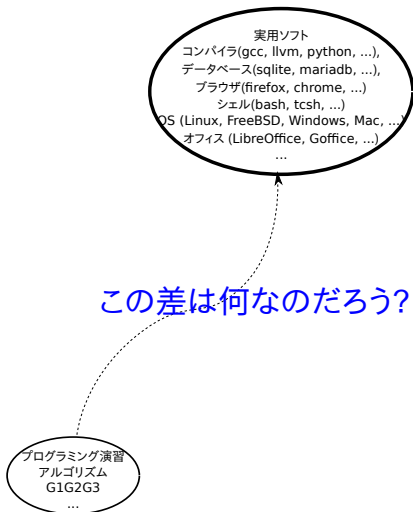 実用ソフト
コンパイラ(gcc, llvm, python, ...),
データベース(sqlite, mariadb, ...),
ブラウザ(firefox, chrome, ...)
シェル(bash, tcsh, ...)
OS (Linux, FreeBSD, Windows, Mac, ...)
オフィス (LibreOffice, Goffice, ...)
...
この差は何なのだろう?
プログラミング演習
アルゴリズム
G1G2G3
...